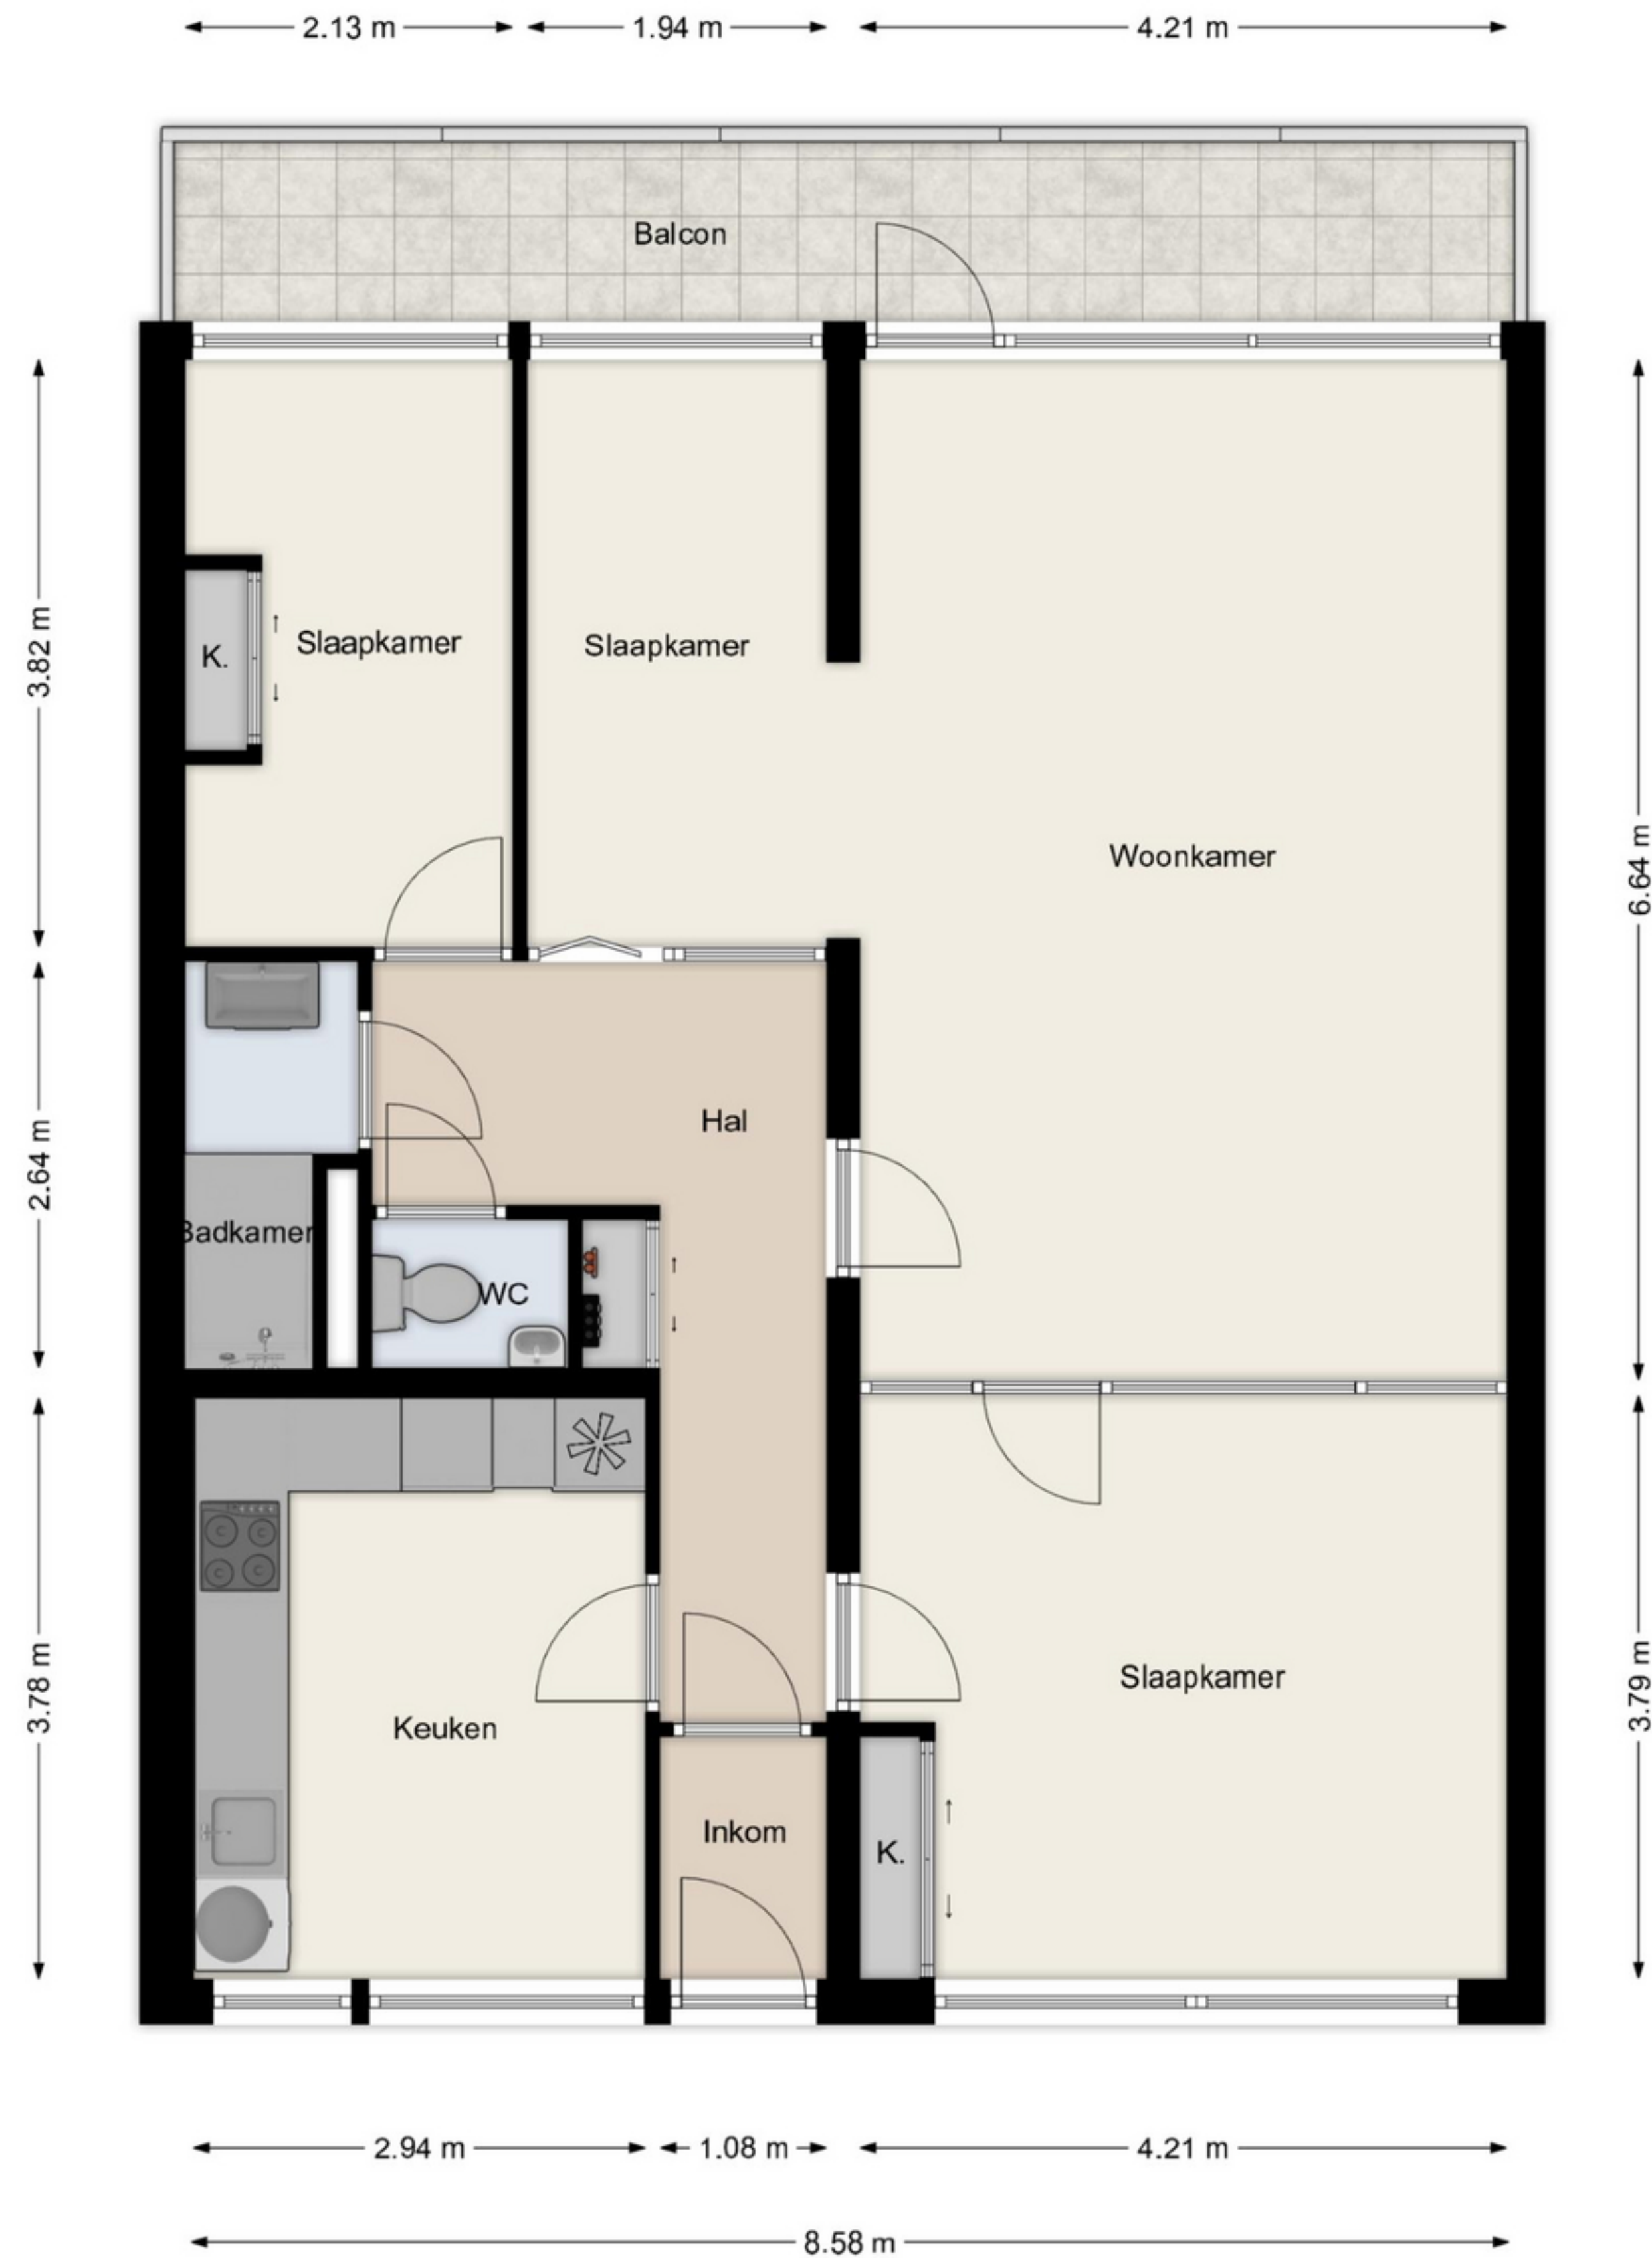 2.13 m
1.94 m
4.21 m
Balcon
3.82 m
K.
Slaapkamer
Slaapkamer
Woonkamer
6.64 m
2.64 m
Hal
Badkamer
WC
3.78 m
Keuken
Slaapkamer
3.79 m
Inkom
K.
2.94 m
1.08 m
4.21 m
8.58 m